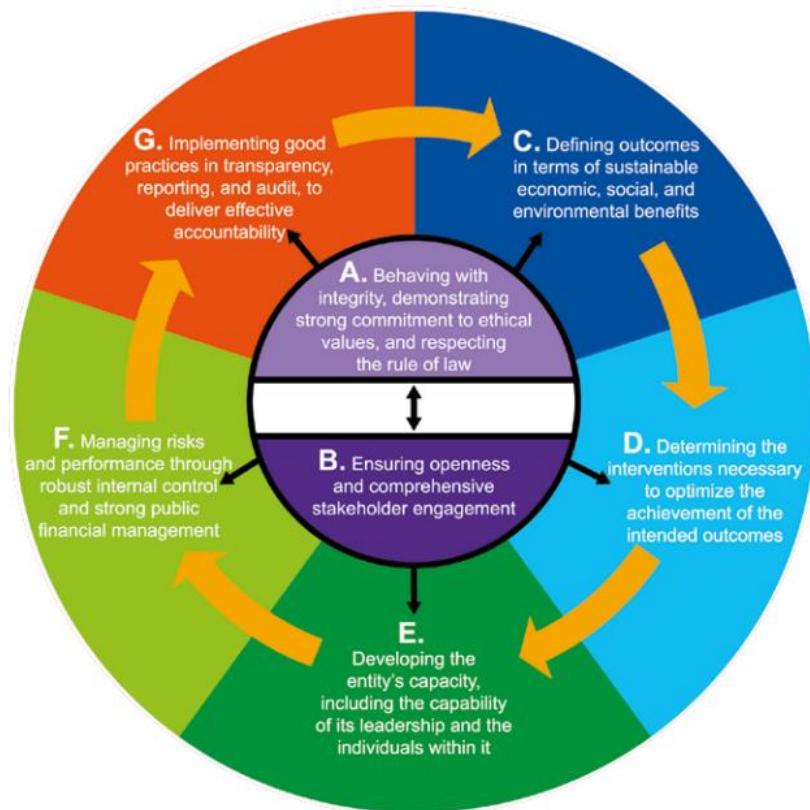 G. Implementing good
practices in transparency,
reporting, and audit, to
deliver effective
accountability
C. Defining outcomes
in terms of sustainable
economic, social, and
environmental benefits
A. Behaving with
integrity, demonstrating
strong commitment to ethical
values, and respecting
the rule of law
B. Ensuring openness
and comprehensive
stakeholder engagement
D. Determining the
interventions necessary
to optimize the
achievement of the
intended outcomes
E.
Developing the
entity's capacity,
including the capability
of its leadership and the
individuals within it
F. Managing risks
and performance through
robust internal control
and strong public
financial management